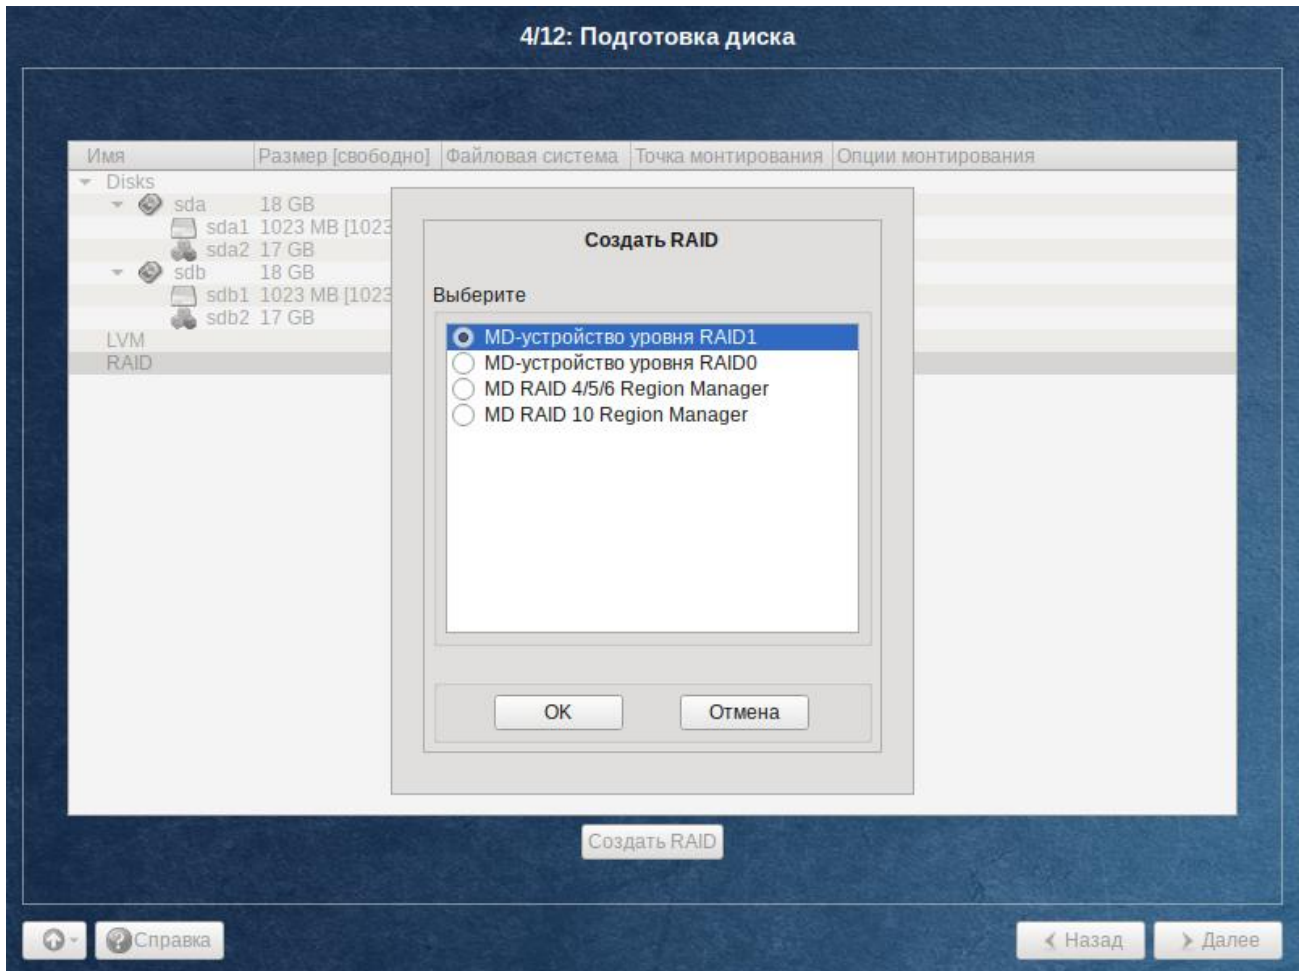 4/12: Подготовка диска
Имя Размер [свободно] Файловая система Точка монтирования Опции монтирования
Disks
sda 18 GB
sda1 1023 MB [1023
sda2 17 GB
sdb 18 GB
sdb1 1023 MB [1023
sdb2 17 GB
LVM
RAID
Создать RAID
Выберите
MD-устройство уровня RAID1
MD-устройство уровня RAID0
MD RAID 4/5/6 Region Manager
MD RAID 10 Region Manager
OK Отмена
Создать RAID
Справка Назад Далее